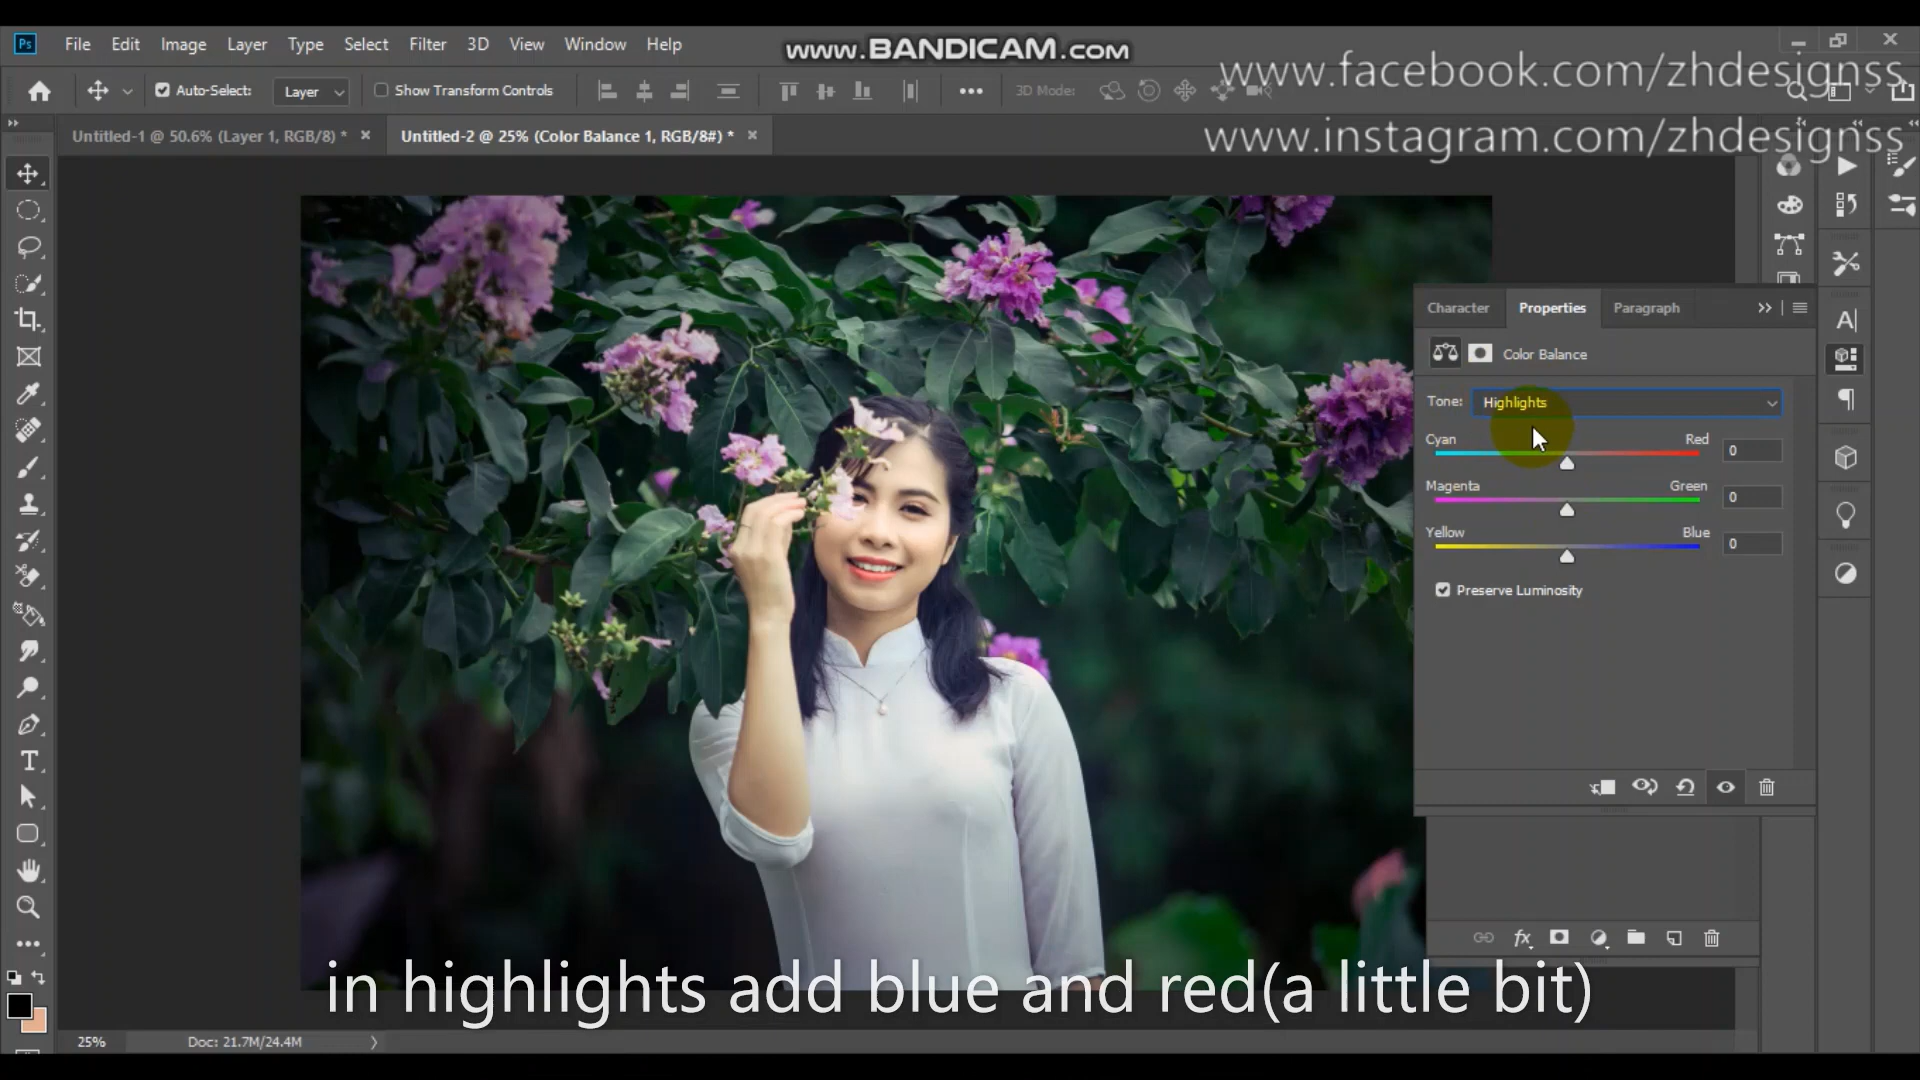 Ps File Edit Image Layer Type Select Filter 3D View Window Help
www.BANDICAM.com
www.facebook.com/zhdesignss
Auto-Select: Layer Show Transform Controls 3D Mode:
www.instagram.com/zhdesignss
Untitled-1 @ 50.6% (Layer 1, RGB/8) * Untitled-2 @ 25% (Color Balance 1, RGB/8#) *
Character Properties Paragraph
Color Balance
Tone: Highlights
Cyan Red 0
Magenta Green 0
Yellow Blue 0
Preserve Luminosity
in highlights add blue and red(a little bit)
25% Doc: 21.7M/24.4M